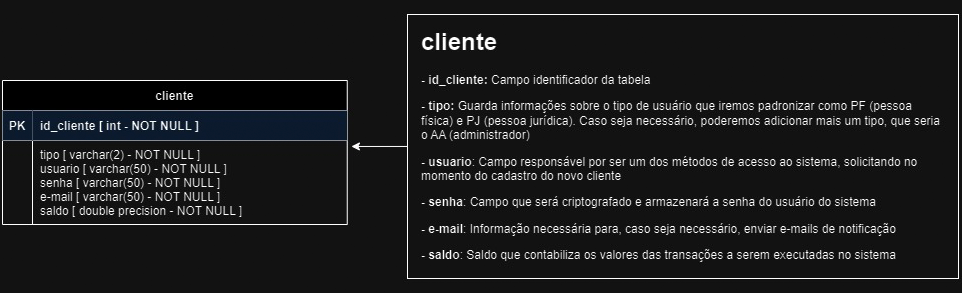 cliente
PK id_cliente [ int - NOT NULL ]
tipo [ varchar(2) - NOT NULL ]
usuario [ varchar(50) - NOT NULL ]
senha [ varchar(50) - NOT NULL ]
e-mail [ varchar(50) - NOT NULL ]
saldo [ double precision - NOT NULL ]
cliente
- id_cliente: Campo identificador da tabela
- tipo: Guarda informações sobre o tipo de usuário que iremos padronizar como PF (pessoa
física) e PJ (pessoa jurídica). Caso seja necessário, poderemos adicionar mais um tipo, que seria
o AA (administrador)
- usuario: Campo responsável por ser um dos métodos de acesso ao sistema, solicitando no
momento do cadastro do novo cliente
- senha: Campo que será criptografado e armazenará a senha do usuário do sistema
- e-mail: Informação necessária para, caso seja necessário, enviar e-mails de notificação
- saldo: Saldo que contabiliza os valores das transações a serem executadas no sistema